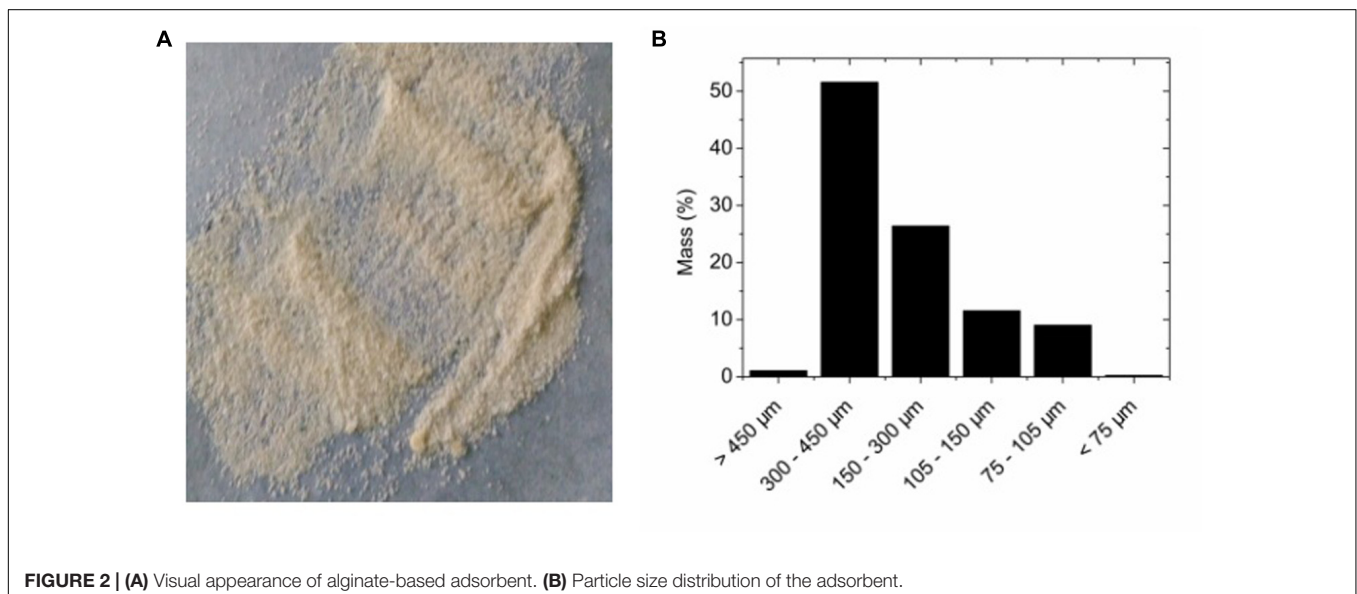 A
B
50
40
30
20
10
0
Mass (%)
> 450 µm
300 - 450 µm
150 - 300 µm
105 - 150 µm
75 - 105 µm
< 75 µm
FIGURE 2 | (A) Visual appearance of alginate-based adsorbent. (B) Particle size distribution of the adsorbent.